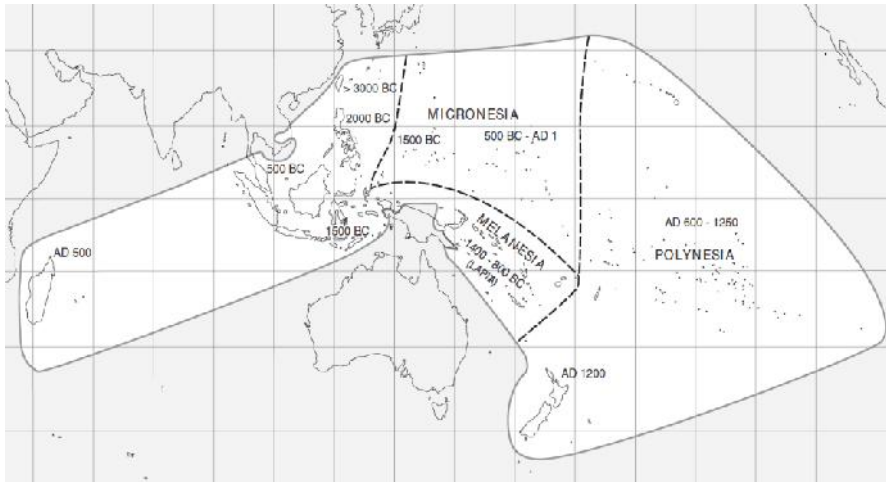 > 3000 BC
2000 BC
MICRONESIA
1500 BC
500 BC - AD 1
500 BC
AD 600 - 1250
MELANESIA
1400 - 800 BC
(LAPITA)
1500 BC
AD 500
POLYNESIA
AD 1200